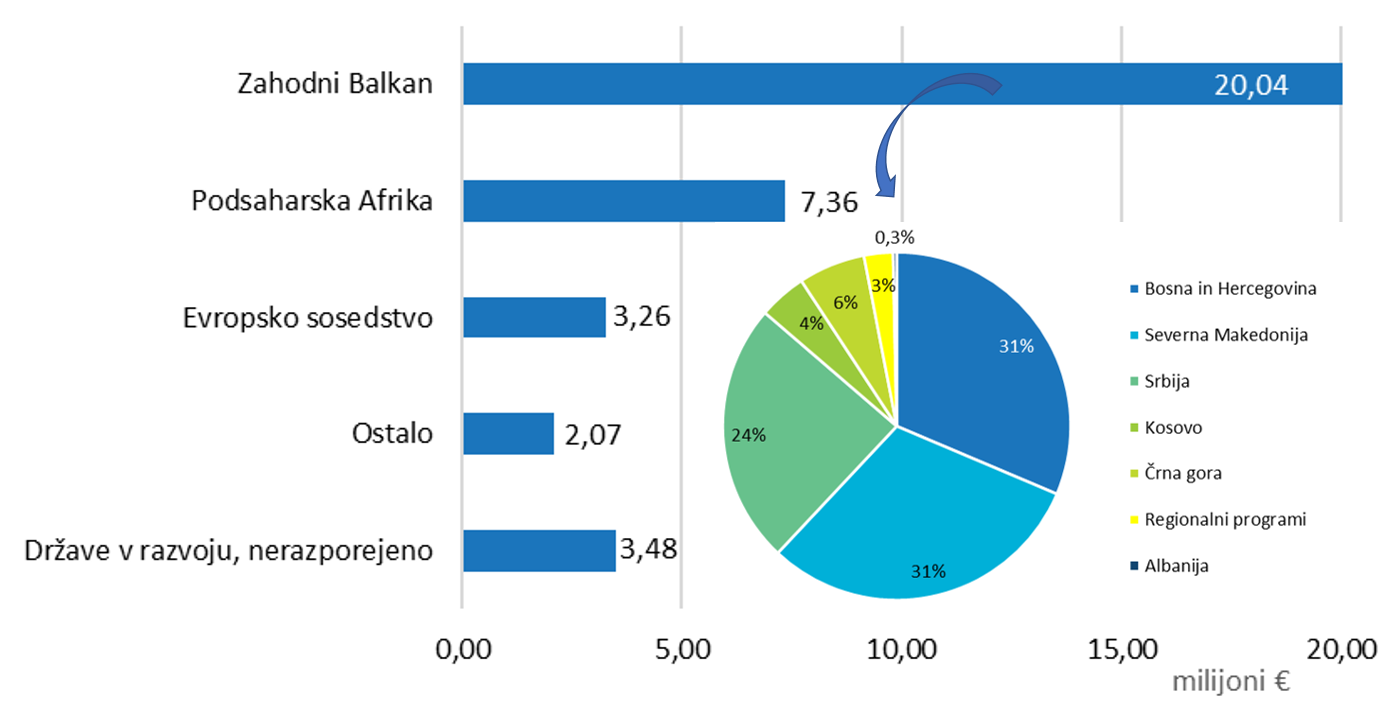 Zahodni Balkan
20,04
Podsaharska Afrika
7,36
Evropsko sosedstvo
3,26
Ostalo
2,07
Države v razvoju, nerazporejeno
3,48
0,00
5,00
10,00
15,00
20,00
milijoni €
0,3%
3%
6%
4%
31%
24%
31%
Bosna in Hercegovina
Severna Makedonija
Srbija
Kosovo
Črna gora
Regionalni programi
Albanija